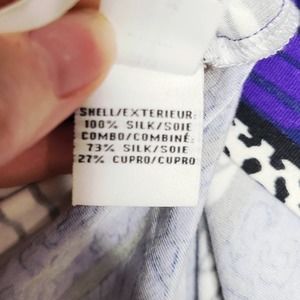 SHELL/EXTERIEUR:
100% SILK/SOIE
COMBO/COMBINÉ:
73% SILK/SOIE
27% CUPRO/CUPRO